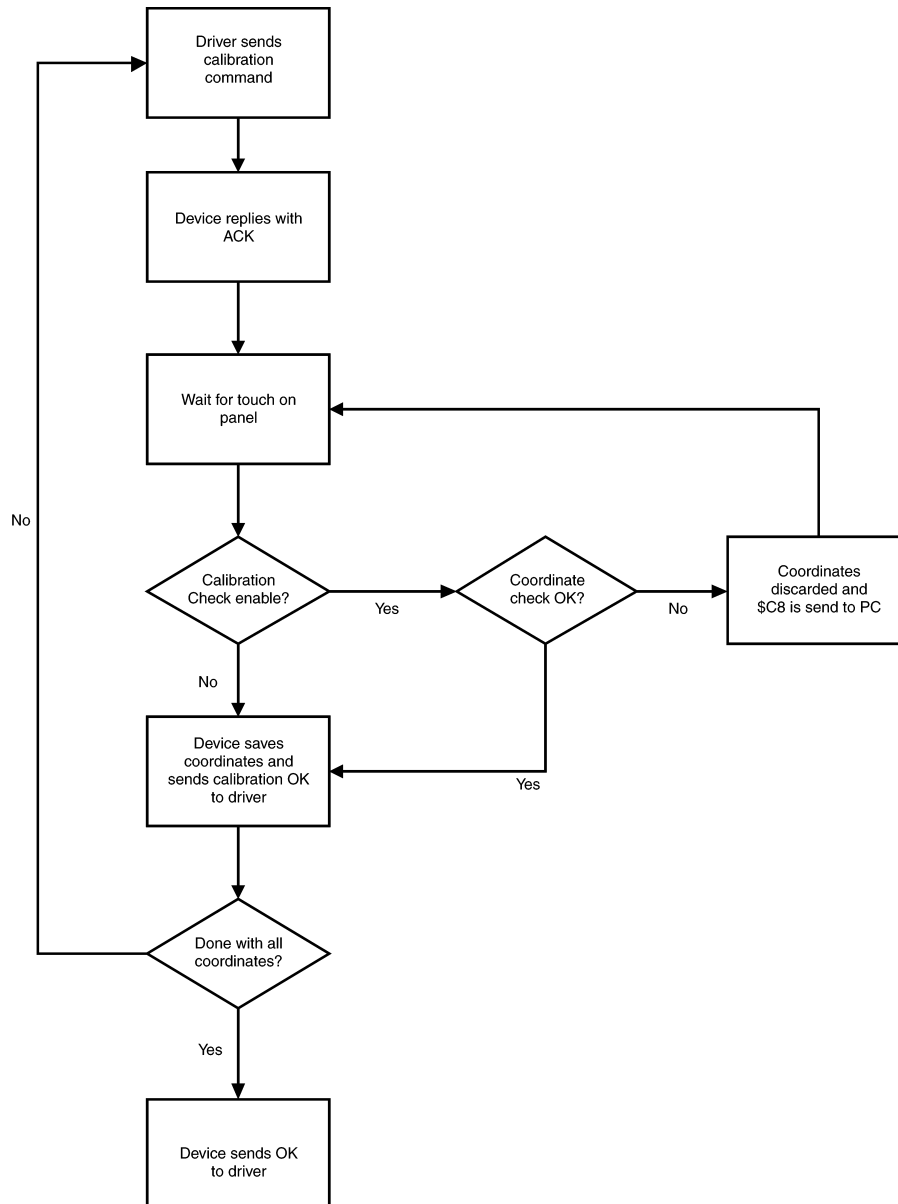 Driver sends
calibration
command
Device replies with
ACK
Wait for touch on
panel
No
Calibration
Check enable?
Yes
Coordinate
check OK?
No
Coordinates
discarded and
$C8 is send to PC
No
Device saves
coordinates and
sends calibration OK
to driver
Yes
Done with all
coordinates?
Yes
Device sends OK
to driver